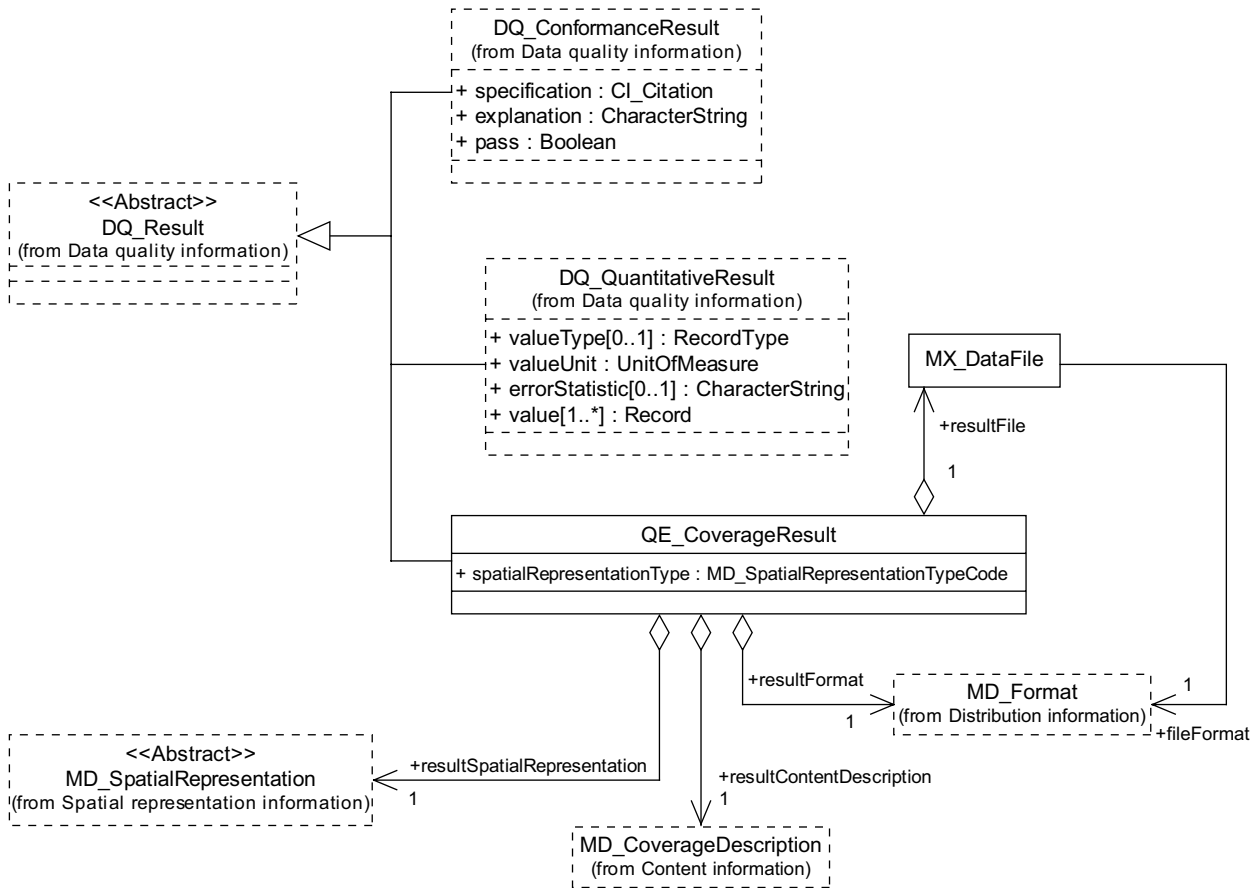 DQ_ConformanceResult
(from Data quality information)
+ specification : CI_Citation
+ explanation : CharacterString
+ pass : Boolean
<<Abstract>>
DQ_Result
(from Data quality information)
DQ_QuantitativeResult
(from Data quality information)
+ valueType[0..1] : RecordType
+ valueUnit : UnitOfMeasure
+ errorStatistic[0..1] : CharacterString
+ value[1..*] : Record
MX_DataFile
+resultFile
1
QE_CoverageResult
+ spatialRepresentationType : MD_SpatialRepresentationTypeCode
+resultFormat
1
MD_Format
(from Distribution information)
1
+fileFormat
<<Abstract>>
MD_SpatialRepresentation
(from Spatial representation information)
+resultSpatialRepresentation
1
+resultContentDescription
1
MD_CoverageDescription
(from Content information)